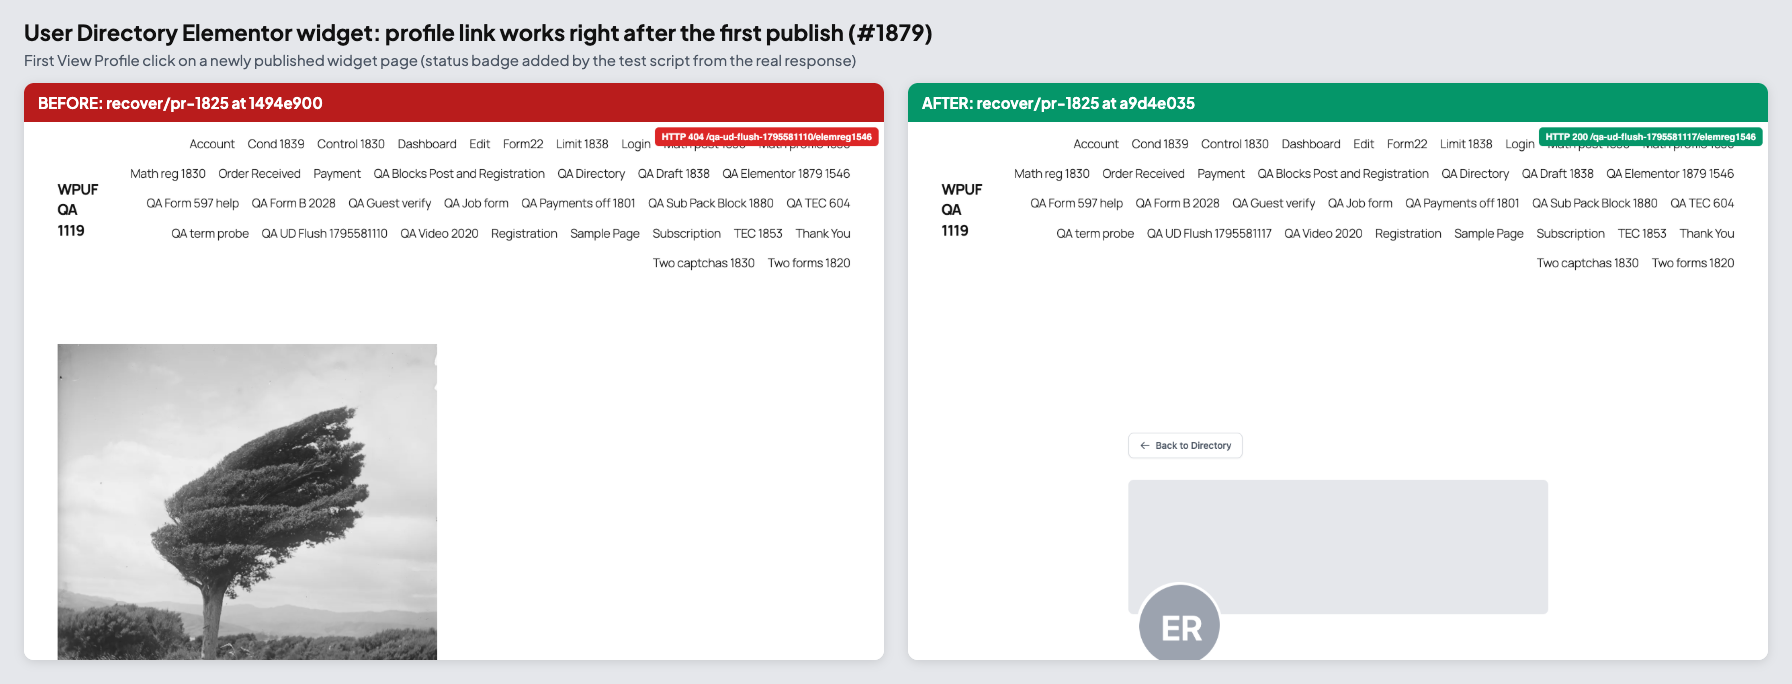 User Directory Elementor widget: profile link works right after the first publish (#1879)
First View Profile click on a newly published widget page (status badge added by the test script from the real response)
BEFORE: recover/pr-1825 at 1494e900
HTTP 404 /qa-ud-flush-1795581110/elemreg1546
Account Cond 1839 Control 1830 Dashboard Edit Form22 Limit 1838 Login
Math reg 1830 Order Received Payment QA Blocks Post and Registration QA Directory QA Draft 1838 QA Elementor 1879 1546
WPUF
QA
1119
QA Form 597 help QA Form B 2028 QA Guest verify QA Job form QA Payments off 1801 QA Sub Pack Block 1880 QA TEC 604
QA term probe QA UD Flush 1795581110 QA Video 2020 Registration Sample Page Subscription TEC 1853 Thank You
Two captchas 1830 Two forms 1820
AFTER: recover/pr-1825 at a9d4e035
HTTP 200 /qa-ud-flush-1795581117/elemreg1546
Account Cond 1839 Control 1830 Dashboard Edit Form22 Limit 1838 Login
Math reg 1830 Order Received Payment QA Blocks Post and Registration QA Directory QA Draft 1838 QA Elementor 1879 1546
WPUF
QA
1119
QA Form 597 help QA Form B 2028 QA Guest verify QA Job form QA Payments off 1801 QA Sub Pack Block 1880 QA TEC 604
QA term probe QA UD Flush 1795581117 QA Video 2020 Registration Sample Page Subscription TEC 1853 Thank You
Two captchas 1830 Two forms 1820
← Back to Directory
ER